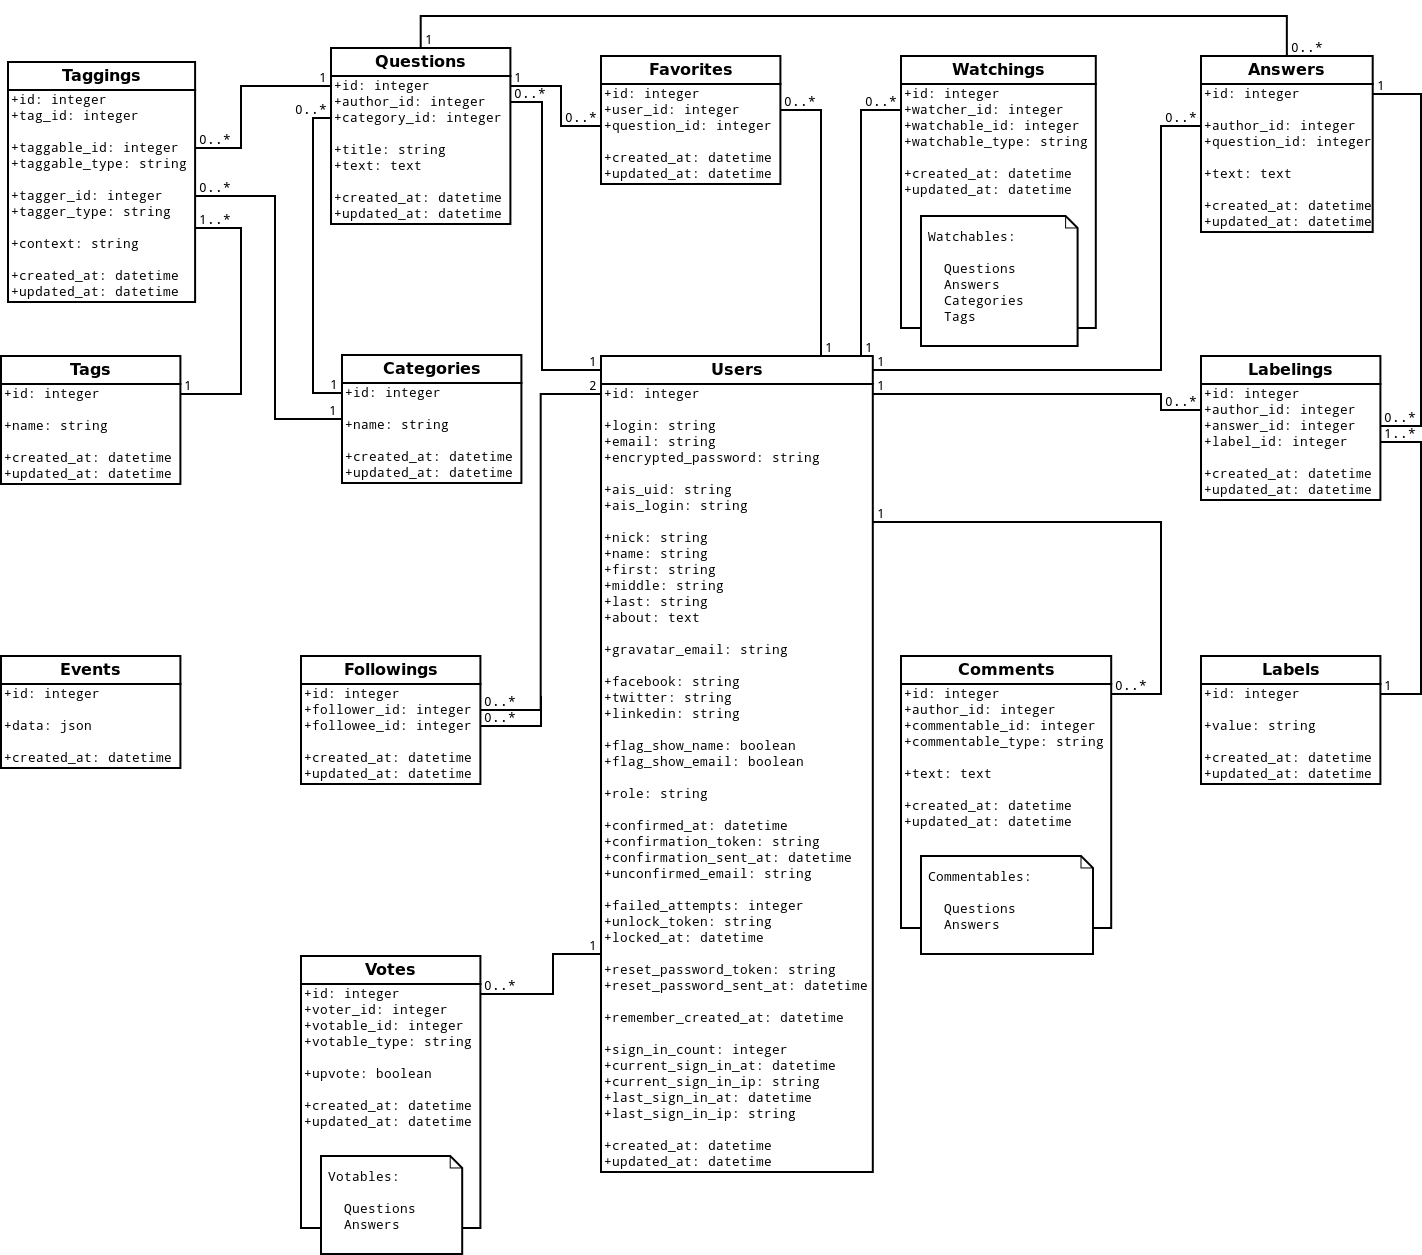 1
0..*
Taggings
+id: integer
+tag_id: integer
+taggable_id: integer
+taggable_type: string
+tagger_id: integer
+tagger_type: string
+context: string
+created_at: datetime
+updated_at: datetime
0..*
0..*
1..*
1
0..*
Questions
+id: integer
+author_id: integer
+category_id: integer
+title: string
+text: text
+created_at: datetime
+updated_at: datetime
1
0..*
0..*
Favorites
+id: integer
+user_id: integer
+question_id: integer
+created_at: datetime
+updated_at: datetime
0..*
0..*
Watchings
+id: integer
+watcher_id: integer
+watchable_id: integer
+watchable_type: string
+created_at: datetime
+updated_at: datetime
Watchables:
Questions
Answers
Categories
Tags
0..*
Answers
+id: integer
+author_id: integer
+question_id: integer
+text: text
+created_at: datetime
+updated_at: datetime
1
Tags
+id: integer
+name: string
+created_at: datetime
+updated_at: datetime
1
1
1
Categories
+id: integer
+name: string
+created_at: datetime
+updated_at: datetime
1
2
1
1
1
1
1
1
Users
+id: integer
+login: string
+email: string
+encrypted_password: string
+ais_uid: string
+ais_login: string
+nick: string
+name: string
+first: string
+middle: string
+last: string
+about: text
+gravatar_email: string
+facebook: string
+twitter: string
+linkedin: string
+flag_show_name: boolean
+flag_show_email: boolean
+role: string
+confirmed_at: datetime
+confirmation_token: string
+confirmation_sent_at: datetime
+unconfirmed_email: string
+failed_attempts: integer
+unlock_token: string
+locked_at: datetime
+reset_password_token: string
+reset_password_sent_at: datetime
+remember_created_at: datetime
+sign_in_count: integer
+current_sign_in_at: datetime
+current_sign_in_ip: string
+last_sign_in_at: datetime
+last_sign_in_ip: string
+created_at: datetime
+updated_at: datetime
0..*
Labelings
+id: integer
+author_id: integer
+answer_id: integer
+label_id: integer
+created_at: datetime
+updated_at: datetime
0..*
1..*
Events
+id: integer
+data: json
+created_at: datetime
Followings
+id: integer
+follower_id: integer
+followee_id: integer
+created_at: datetime
+updated_at: datetime
0..*
0..*
Comments
+id: integer
+author_id: integer
+commentable_id: integer
+commentable_type: string
+text: text
+created_at: datetime
+updated_at: datetime
0..*
Commentables:
Questions
Answers
Labels
+id: integer
+value: string
+created_at: datetime
+updated_at: datetime
1
Votes
+id: integer
+voter_id: integer
+votable_id: integer
+votable_type: string
+upvote: boolean
+created_at: datetime
+updated_at: datetime
0..*
Votables:
Questions
Answers